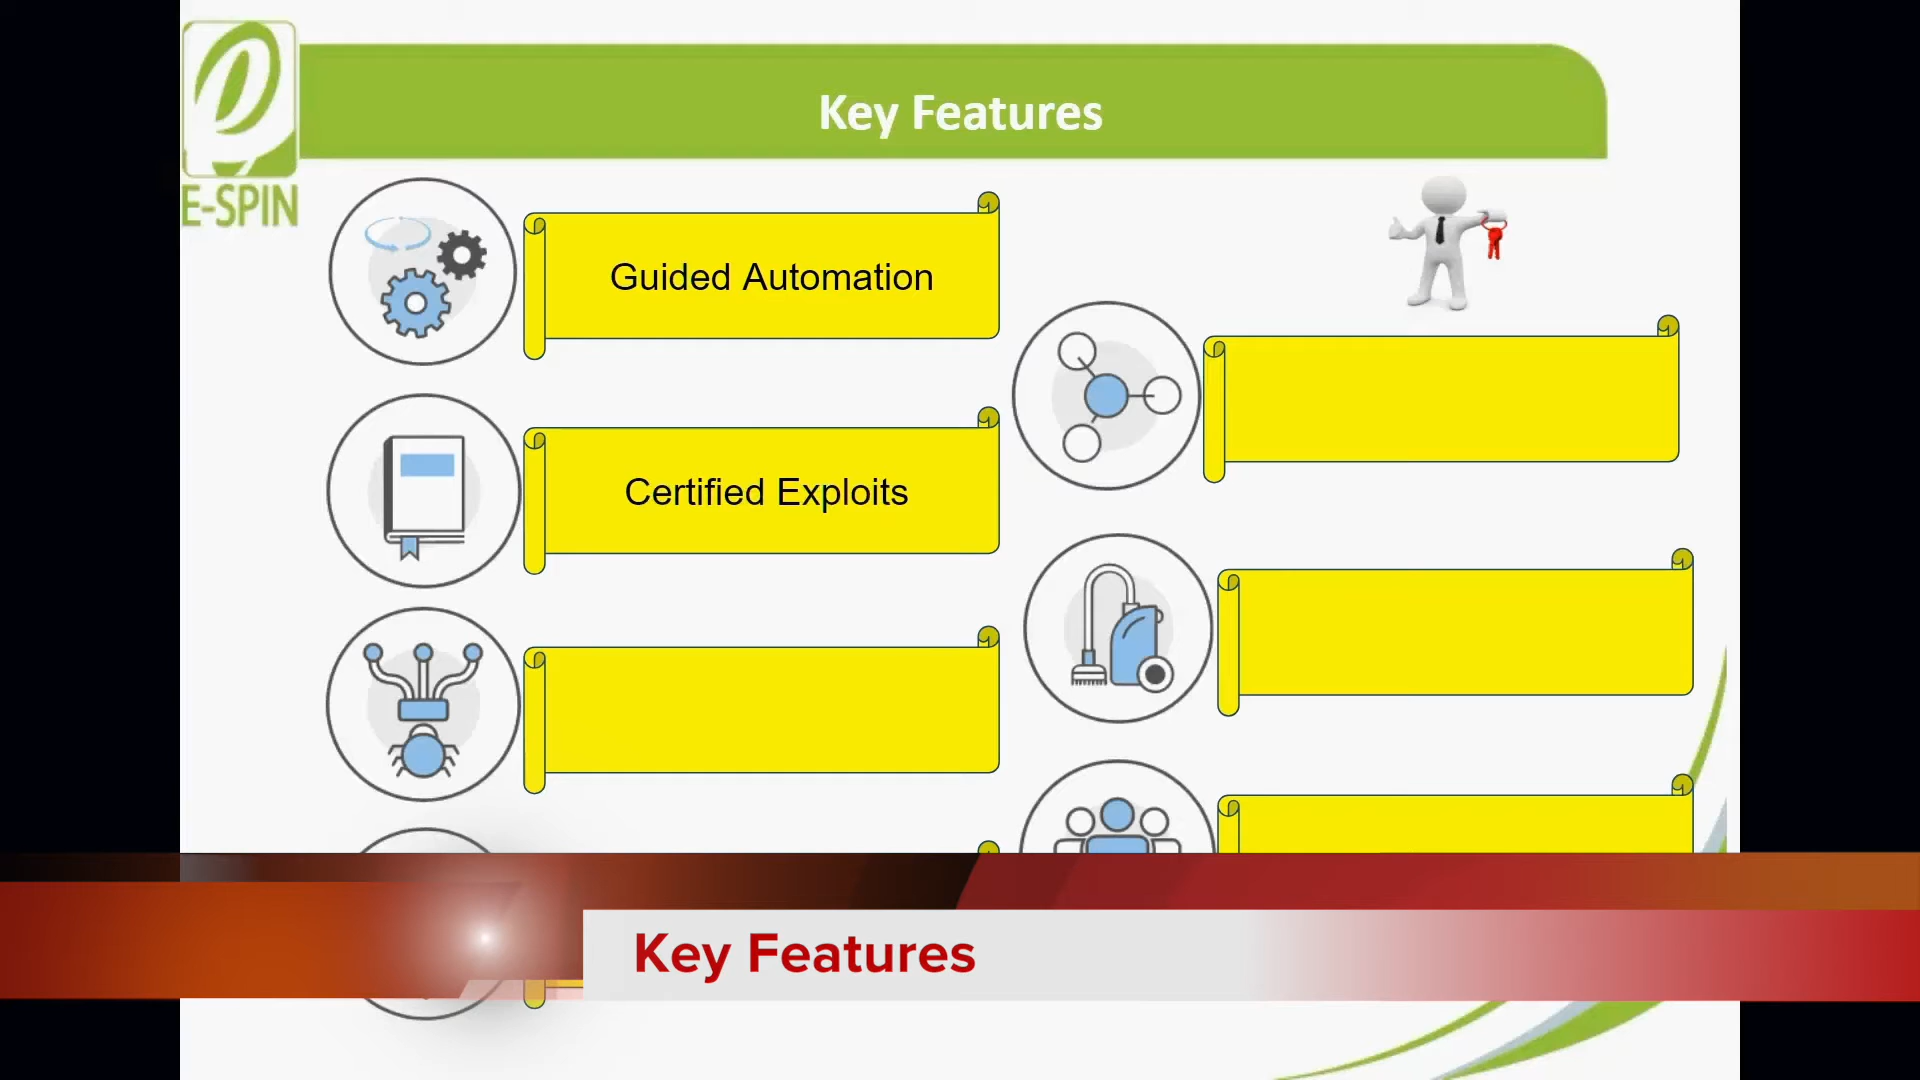 Key Features
E-SPIN
Guided Automation
Certified Exploits
Key Features